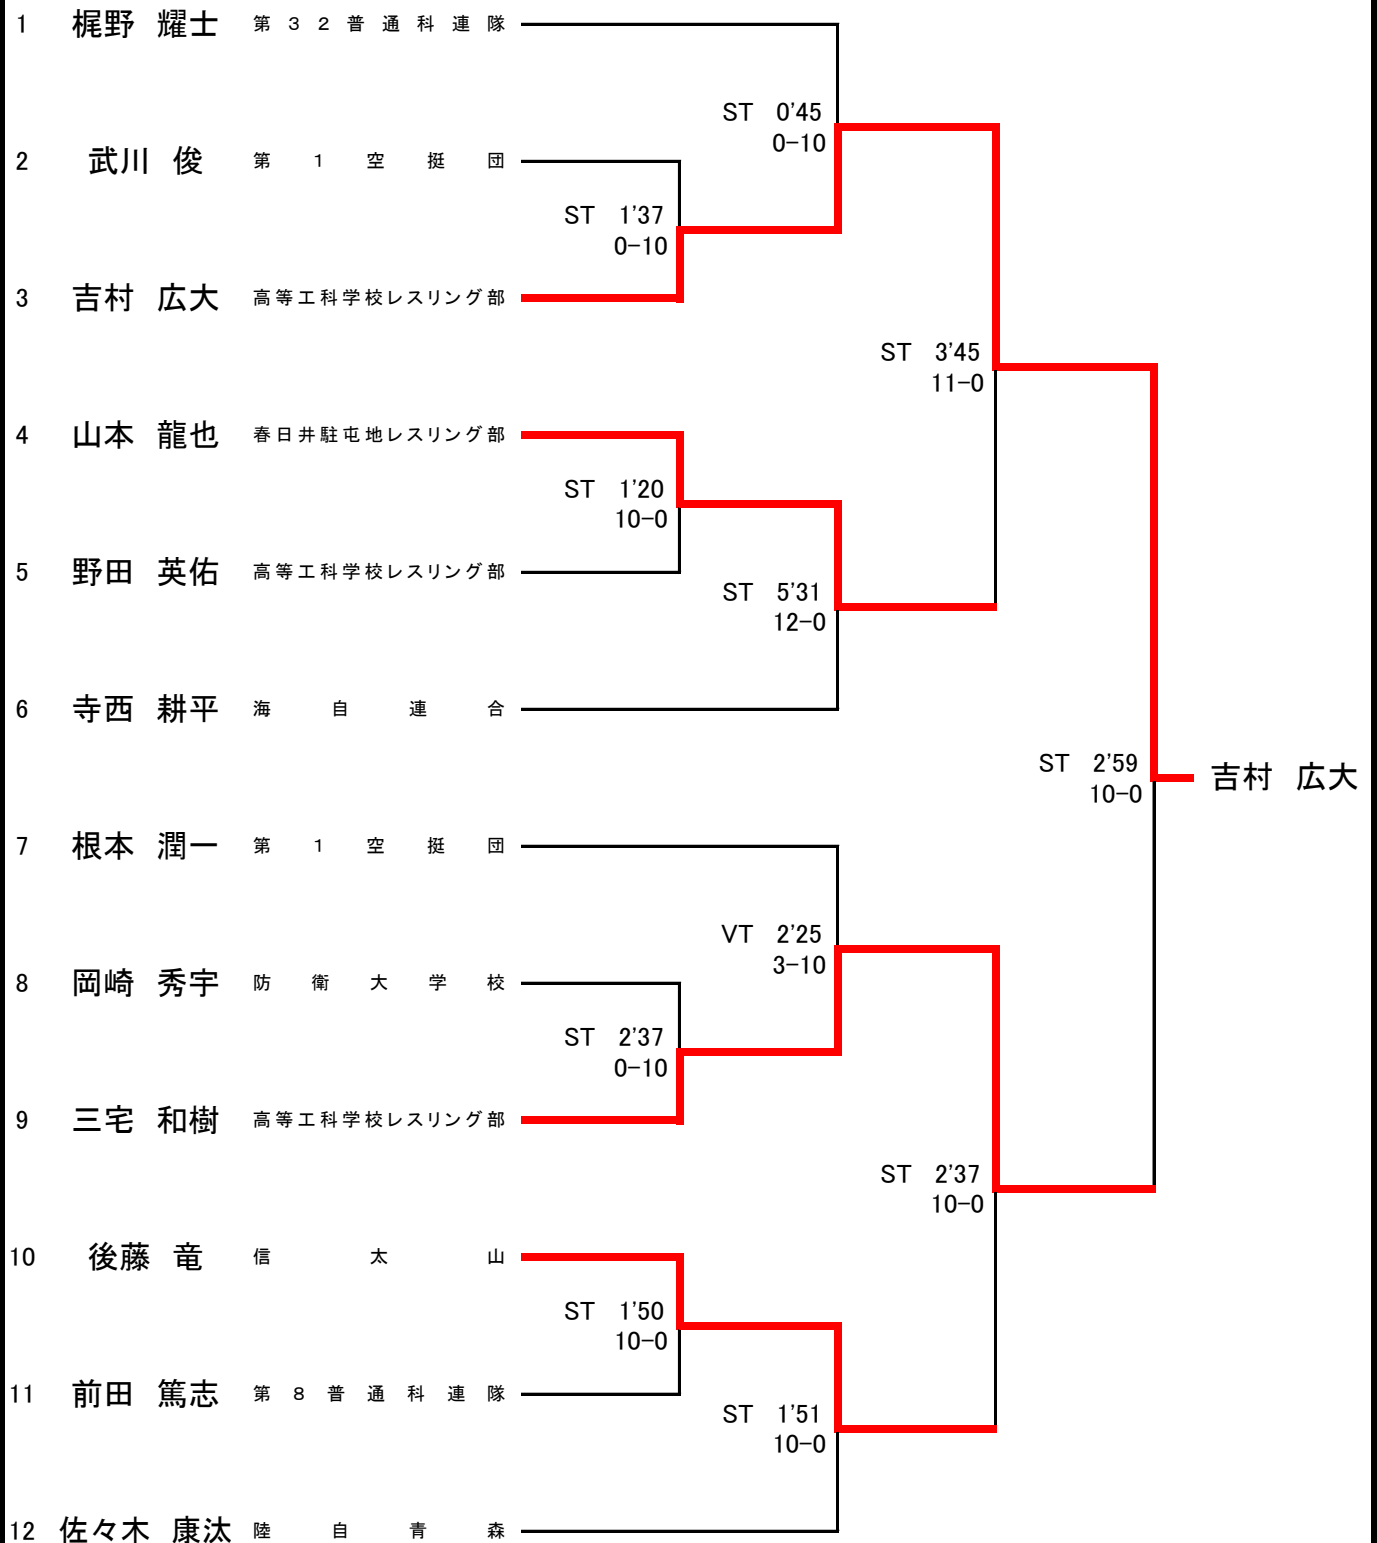 1 梶野 耀士 第32普通科連隊
ST 0'45
0-10
2 武川 俊 第1空挺団
ST 1'37
0-10
3 吉村 広大 高等工科学校レスリング部
ST 3'45
11-0
4 山本 龍也 春日井駐屯地レスリング部
ST 1'20
10-0
5 野田 英佑 高等工科学校レスリング部
ST 5'31
12-0
6 寺西 耕平 海自連合
ST 2'59
10-0
吉村 広大
7 根本 潤一 第1空挺団
VT 2'25
3-10
8 岡崎 秀宇 防衛大学校
ST 2'37
0-10
9 三宅 和樹 高等工科学校レスリング部
ST 2'37
10-0
10 後藤 竜 信太山
ST 1'50
10-0
11 前田 篤志 第8普通科連隊
ST 1'51
10-0
12 佐々木 康汰 陸自青森